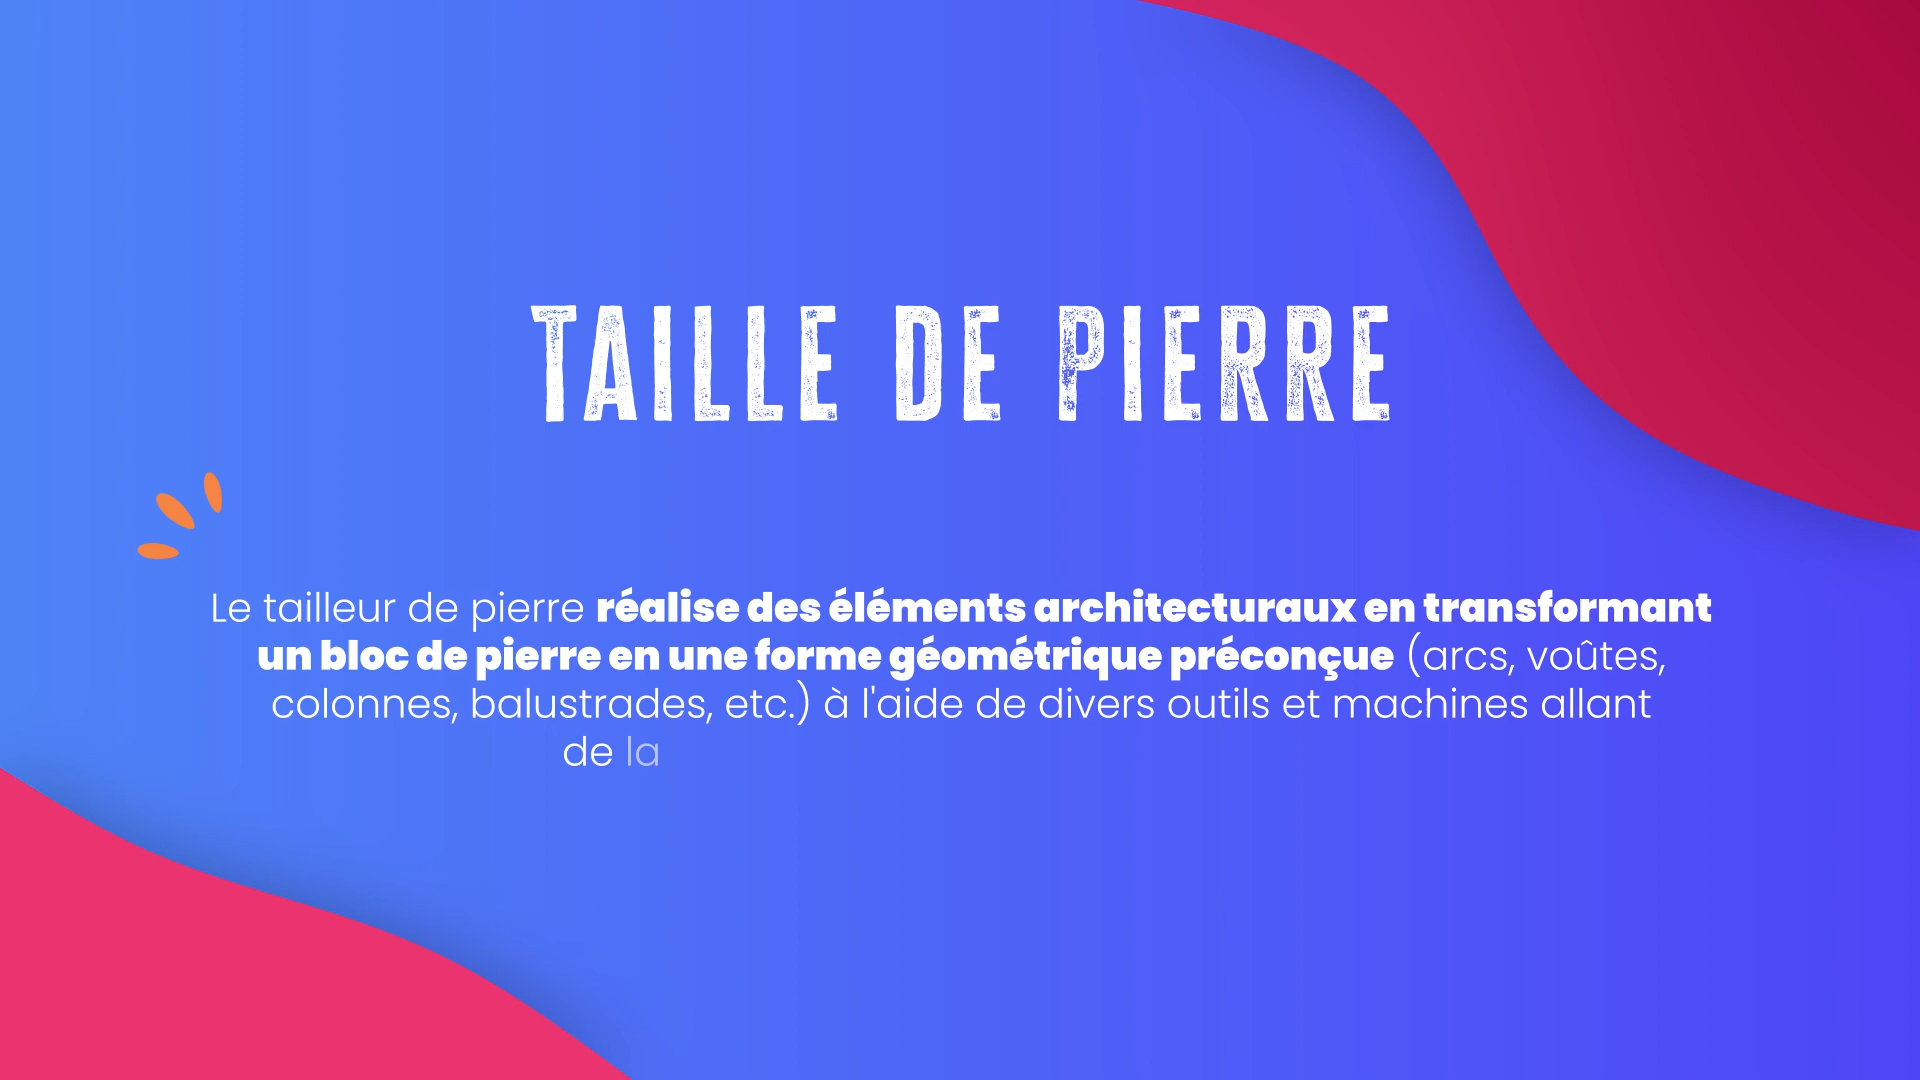 TAILLE DE PIERRE
Le tailleur de pierre réalise des éléments architecturaux en transformant
un bloc de pierre en une forme géométrique préconçue (arcs, voûtes,
colonnes, balustrades, etc.) à l'aide de divers outils et machines allant
de la